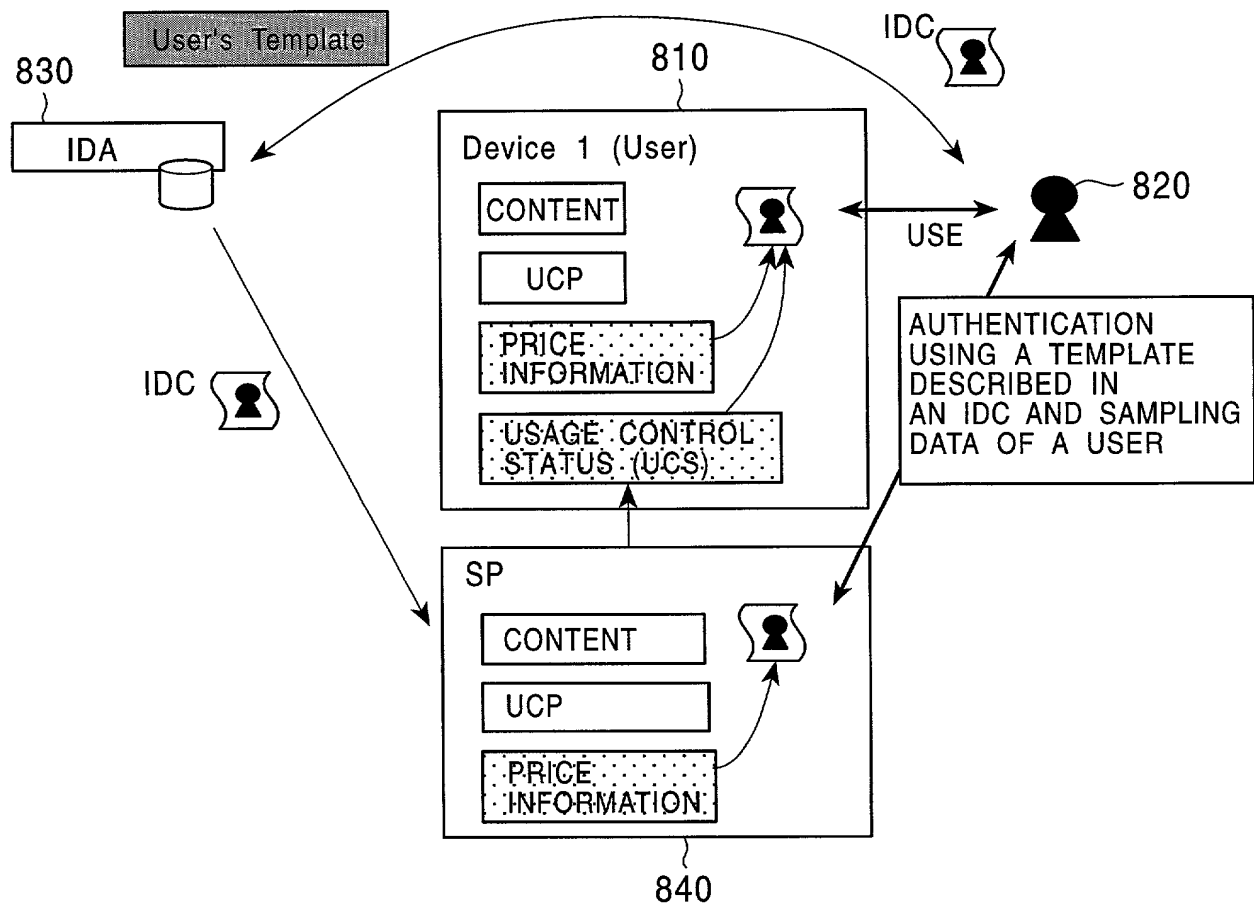 User's Template
IDC
830
810
IDA
Device 1 (User)
820
CONTENT
USE
UCP
PRICE
INFORMATION
AUTHENTICATION
USING A TEMPLATE
DESCRIBED IN
AN IDC AND SAMPLING
DATA OF A USER
IDC
USAGE CONTROL
STATUS (UCS)
SP
CONTENT
UCP
PRICE
INFORMATION
840